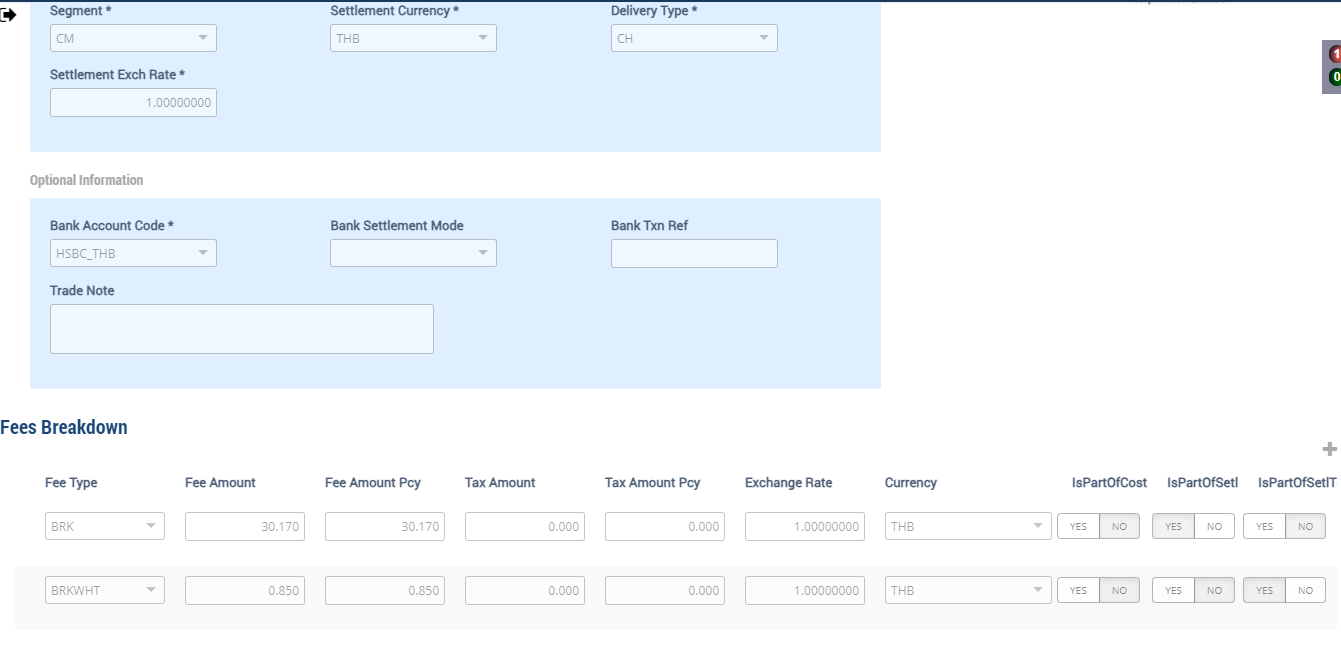 Segment * Settlement Currency * Delivery Type *
CM THB CH
Settlement Exch Rate *
1.00000000
1
0
Optional Information
Bank Account Code * Bank Settlement Mode Bank Txn Ref
HSBC_THB
Trade Note
Fees Breakdown
Fee Type Fee Amount Fee Amount Pcy Tax Amount Tax Amount Pcy Exchange Rate Currency IsPartOfCost IsPartOfSetl IsPartOfSetlT
BRK 30.170 30.170 0.000 0.000 1.00000000 THB YES NO YES NO YES NO
BRKWHT 0.850 0.850 0.000 0.000 1.00000000 THB YES NO YES NO YES NO